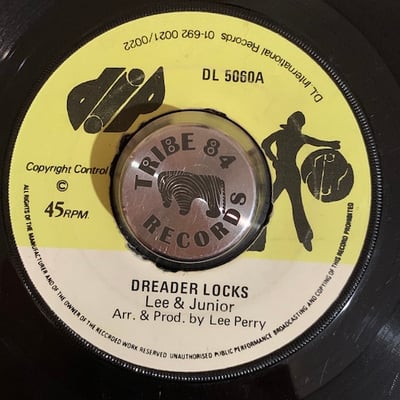 D.L. International Records 01-692 0021/0022
DL 5060A
Copyright Control
©
45RPM.
TRIBE 84
RECORDS
DREADER LOCKS
Lee & Junior
Arr. & Prod. by Lee Perry
ALL RIGHTS OF THE MANUFACTURER AND OF THE OWNER OF THE RECORDED WORK RESERVED UNAUTHORISED PUBLIC PERFORMANCE BROADCASTING AND COPYING OF THIS RECORD PROHIBITED